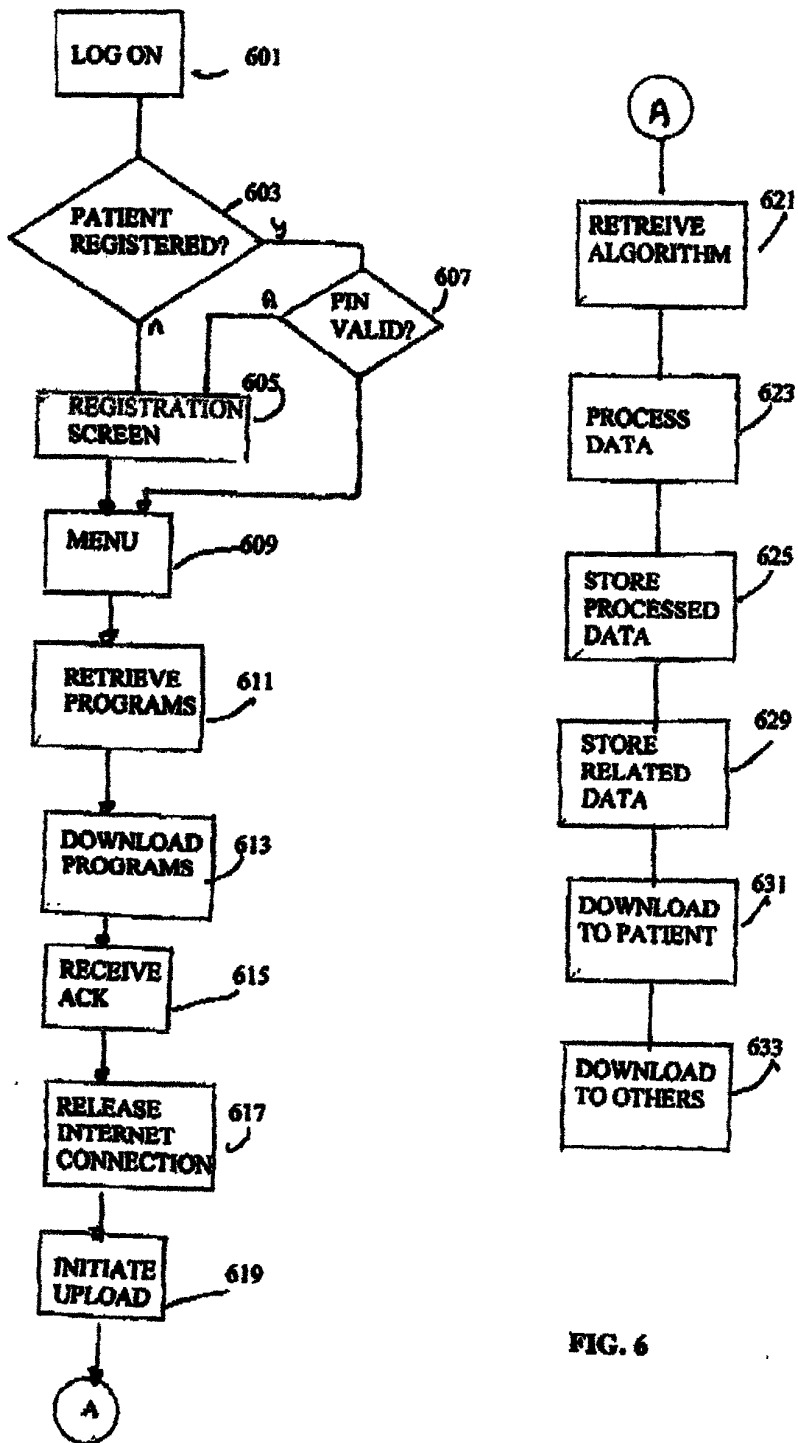 LOG ON
601
603
PATIENT
REGISTERED?
y
607
PIN
VALID?
n
605
REGISTRATION
SCREEN
MENU
609
RETRIEVE
PROGRAMS
611
DOWNLOAD
PROGRAMS
613
RECEIVE
ACK
615
RELEASE
INTERNET
CONNECTION
617
INITIATE
UPLOAD
619
A
A
621
RETREIVE
ALGORITHM
623
PROCESS
DATA
625
STORE
PROCESSED
DATA
629
STORE
RELATED
DATA
631
DOWNLOAD
TO PATIENT
633
DOWNLOAD
TO OTHERS
FIG. 6